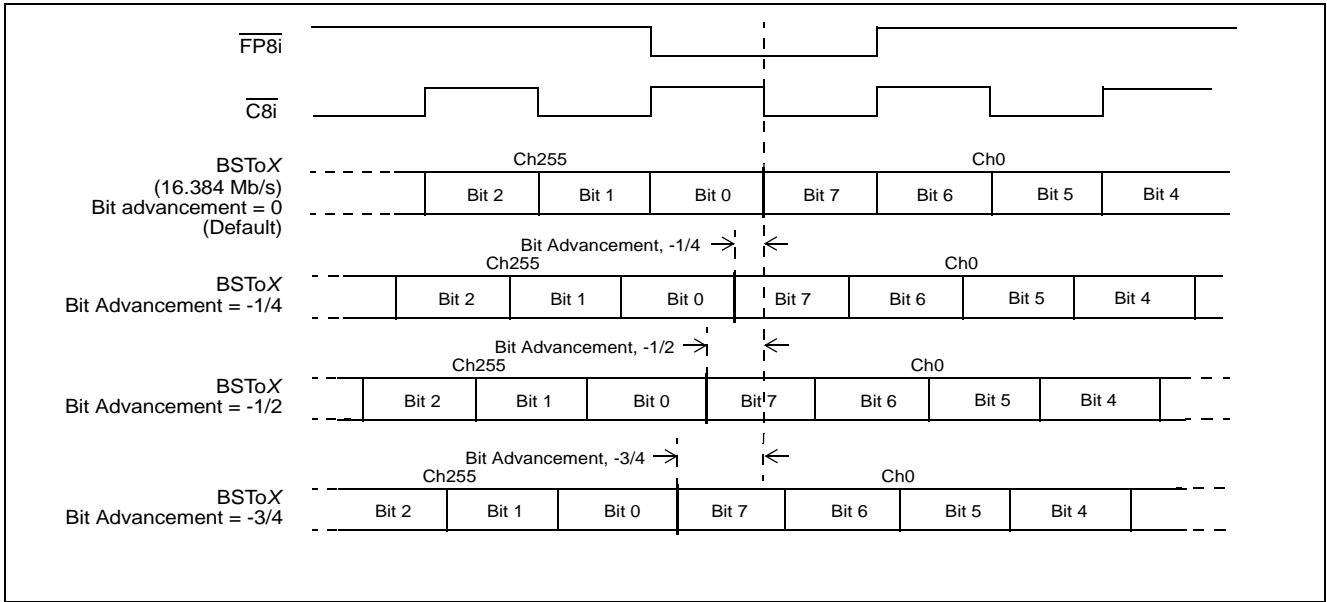 FP8i
C8i
BSToX
(16.384 Mb/s)
Bit advancement = 0
(Default)
Ch255
Ch0
Bit 2 Bit 1 Bit 0 Bit 7 Bit 6 Bit 5 Bit 4
Bit Advancement, -1/4
Ch255
Ch0
BSToX
Bit Advancement = -1/4
Bit 2 Bit 1 Bit 0 Bit 7 Bit 6 Bit 5 Bit 4
Bit Advancement, -1/2
Ch255
Ch0
BSToX
Bit Advancement = -1/2
Bit 2 Bit 1 Bit 0 Bit 7 Bit 6 Bit 5 Bit 4
Bit Advancement, -3/4
Ch255
Ch0
BSToX
Bit Advancement = -3/4
Bit 2 Bit 1 Bit 0 Bit 7 Bit 6 Bit 5 Bit 4